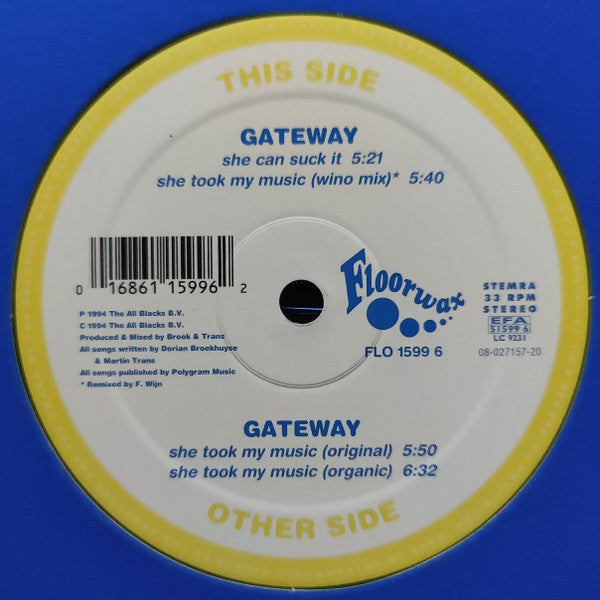 THIS SIDE
GATEWAY
she can suck it 5:21
she took my music (wino mix)* 5:40
0 16861 15996 2
P 1994 The All Blacks B.V.
C 1994 The All Blacks B.V.
Produced & Mixed by Brook & Trans
All songs written by Dorian Broekhuyse
& Martin Trans
All songs published by Polygram Music
* Remixed by F. Wijn
Floorwax
FLO 1599 6
STEMRA
33 RPM
STEREO
EFA
51599 6
LC 9231
08-027157-20
GATEWAY
she took my music (original) 5:50
she took my music (organic) 6:32
OTHER SIDE